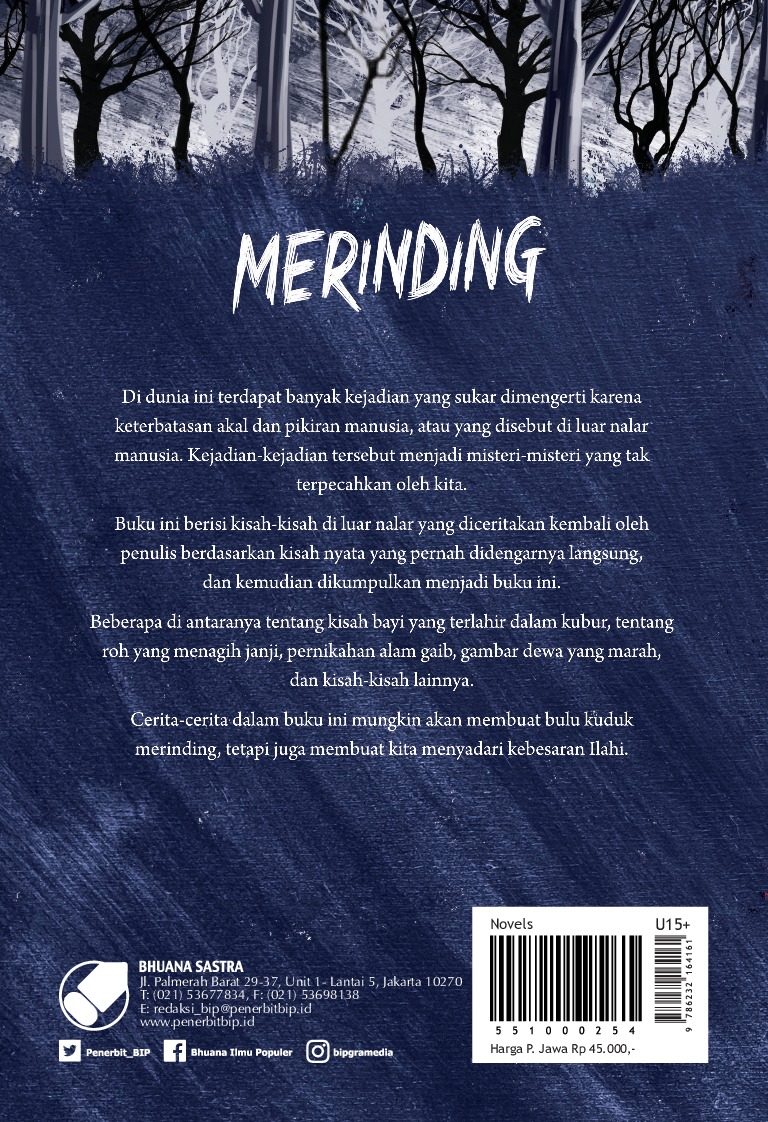 MERINDING
Di dunia ini terdapat banyak kejadian yang sukar dimengerti karena
keterbatasan akal dan pikiran manusia, atau yang disebut di luar nalar
manusia. Kejadian-kejadian tersebut menjadi misteri-misteri yang tak
terpecahkan oleh kita.
Buku ini berisi kisah-kisah di luar nalar yang diceritakan kembali oleh
penulis berdasarkan kisah nyata yang pernah didengarnya langsung,
dan kemudian dikumpulkan menjadi buku ini.
Beberapa di antaranya tentang kisah bayi yang terlahir dalam kubur, tentang
roh yang menagih janji, pernikahan alam gaib, gambar dewa yang marah,
dan kisah-kisah lainnya.
Cerita-cerita dalam buku ini mungkin akan membuat bulu kuduk
merinding, tetapi juga membuat kita menyadari kebesaran Ilahi.
BHUANA SASTRA
Jl. Palmerah Barat 29-37, Unit 1- Lantai 5, Jakarta 10270
T: (021) 53677834, F: (021) 53698138
E: redaksi_bip@penerbitbip.id
www.penerbitbip.id
Penerbit_BIP
Bhuana Ilmu Populer
bipgramedia
Novels
U15+
551000254
9 786232 164161
Harga P. Jawa Rp 45.000,-